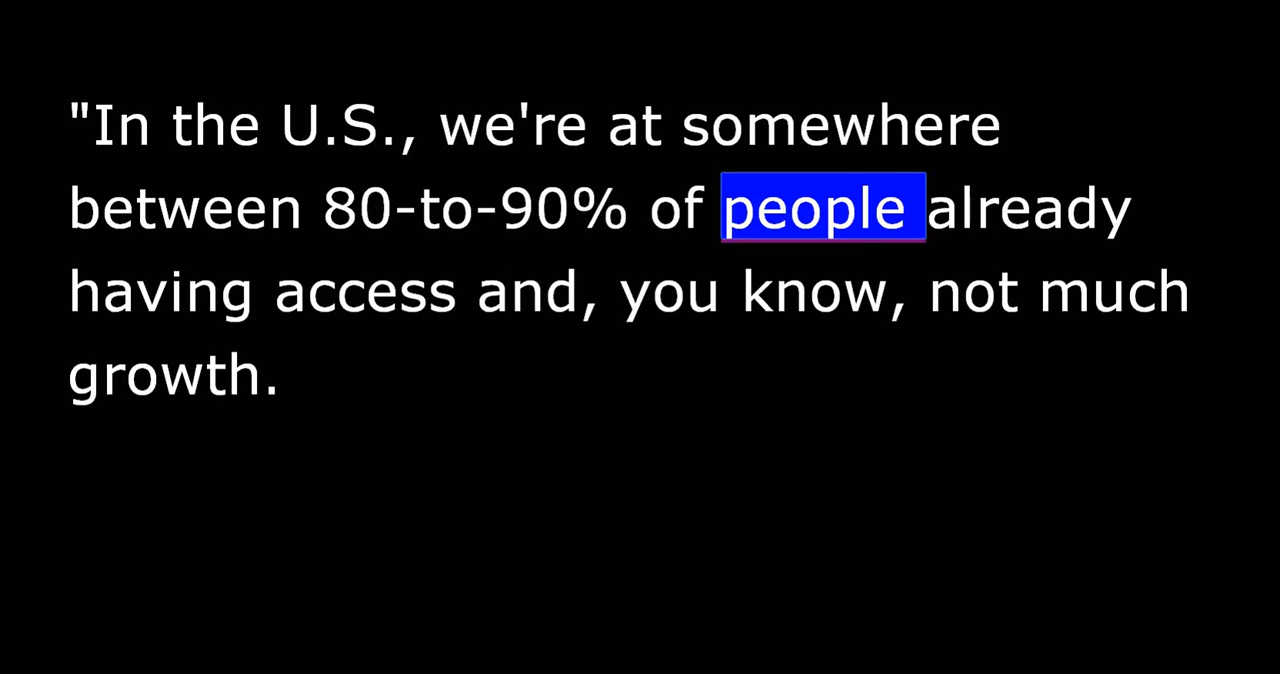 "In the U.S., we're at somewhere
between 80-to-90% of people already
having access and, you know, not much
growth.